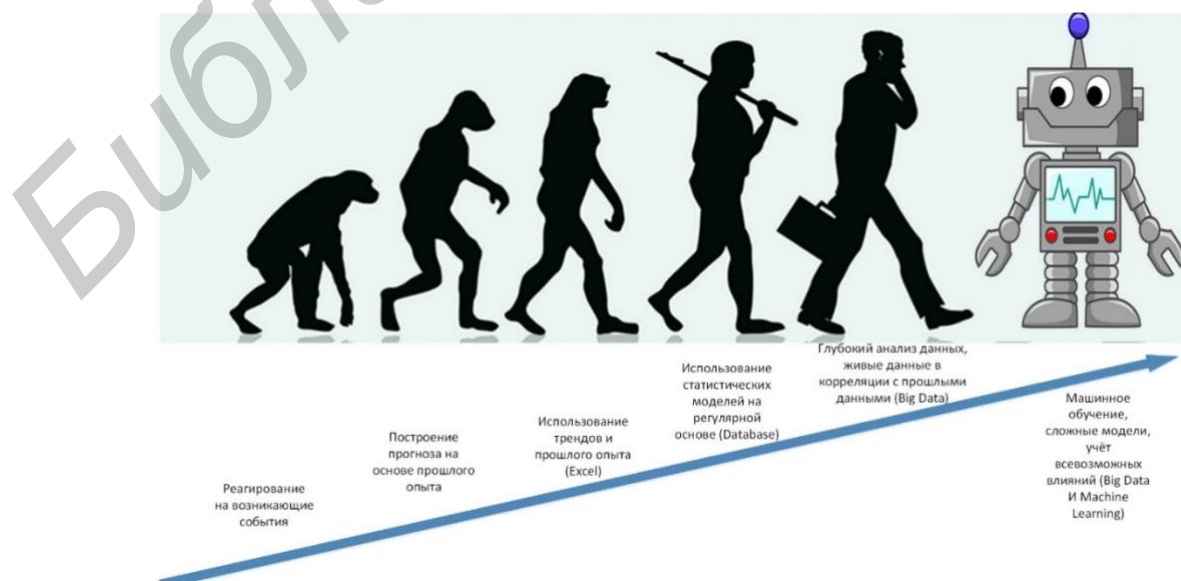 Библ
Реагирование
на возникающие
события
Построение
прогноза на
основе прошлого
опыта
Использование
трендов и
прошлого опыта
(Excel)
Использование
статистических
моделей на
регулярной
основе (Database)
Глубокий анализ данных,
живые данные в
корреляции с прошлыми
данными (Big Data)
Машинное
обучение,
сложные модели,
учёт
всевозможных
влияний (Big Data
И Machine
Learning)